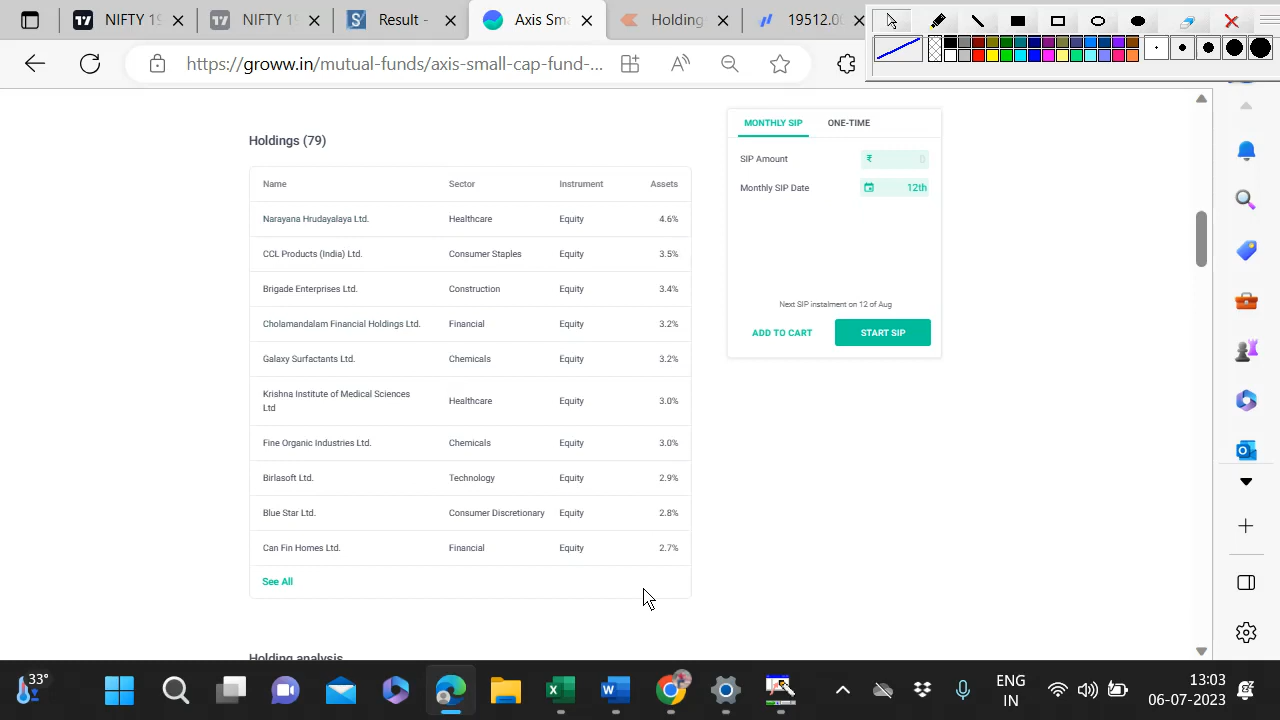 NIFTY 19
NIFTY 19
Result -
Axis Sma
Holding
19512.0
https://groww.in/mutual-funds/axis-small-cap-fund-...
Holdings (79)
Name Sector Instrument Assets
Narayana Hrudayalaya Ltd. Healthcare Equity 4.6%
CCL Products (India) Ltd. Consumer Staples Equity 3.5%
Brigade Enterprises Ltd. Construction Equity 3.4%
Cholamandalam Financial Holdings Ltd. Financial Equity 3.2%
Galaxy Surfactants Ltd. Chemicals Equity 3.2%
Krishna Institute of Medical Sciences
Ltd Healthcare Equity 3.0%
Fine Organic Industries Ltd. Chemicals Equity 3.0%
Birlasoft Ltd. Technology Equity 2.9%
Blue Star Ltd. Consumer Discretionary Equity 2.8%
Can Fin Homes Ltd. Financial Equity 2.7%
See All
Holding analysis
MONTHLY SIP ONE-TIME
SIP Amount ₹ 0
Monthly SIP Date 12th
Next SIP instalment on 12 of Aug
ADD TO CART START SIP
33°
ENG
IN
13:03
06-07-2023